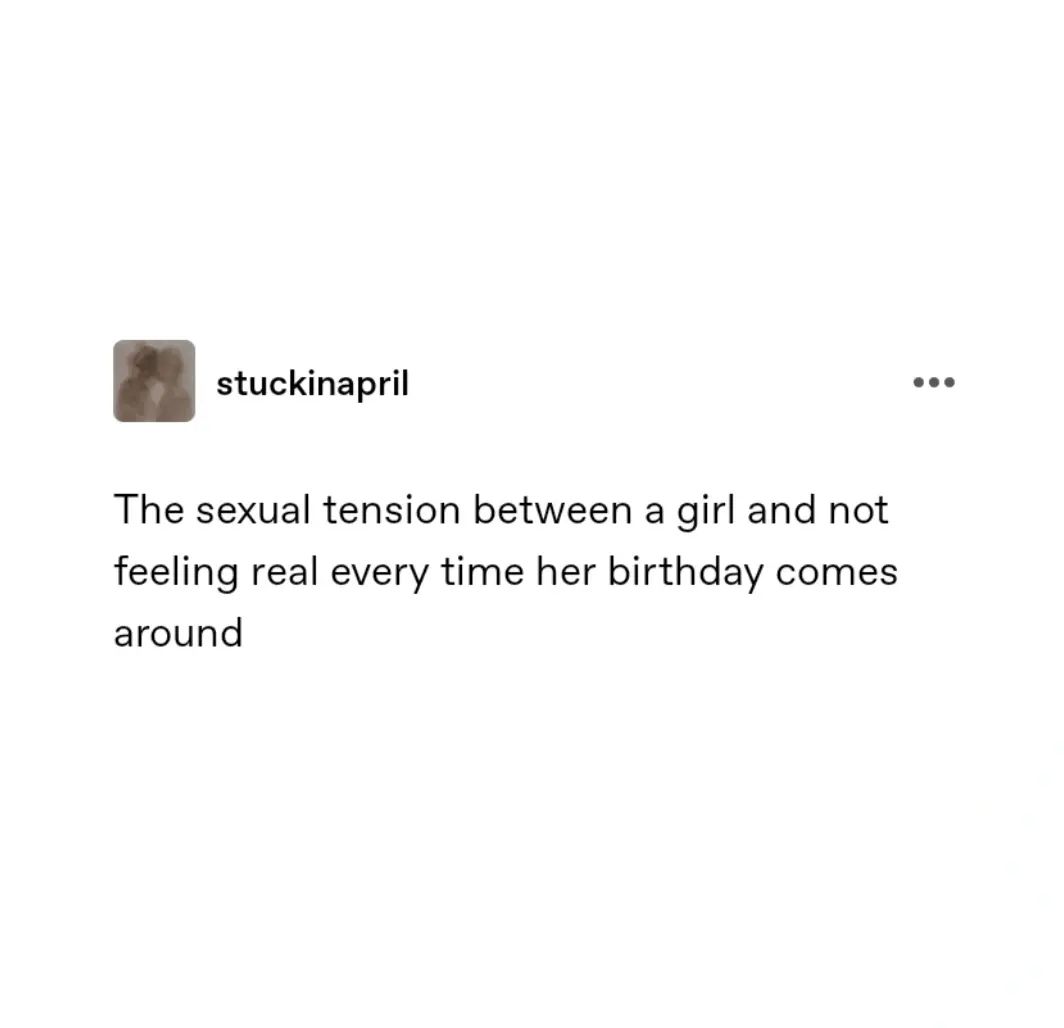 stuckinapril
The sexual tension between a girl and not
feeling real every time her birthday comes
around